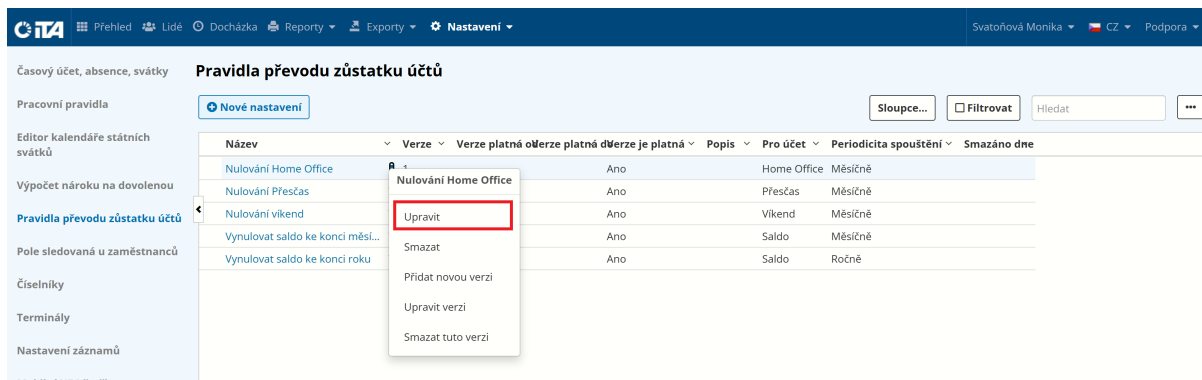 ITA Přehled Lidé Docházka Reporty Exporty Nastavení Svatoňová Monika CZ Podpora
Časový účet, absence, svátky
Pracovní pravidla
Editor kalendáře státních
svátků
Výpočet nároku na dovolenou
Pravidla převodu zůstatku účtů
Pole sledovaná u zaměstnanců
Číselníky
Terminály
Nastavení záznamů
Pravidla převodu zůstatku účtů
Nové nastavení Sloupce... Filtrovat Hledat ...
Název Verze Verze platná od Verze platná do Verze je platná Popis Pro účet Periodicita spouštění Smazáno dne
Nulování Home Office 1 Ano Home Office Měsíčně
Nulování Přesčas Ano Přesčas Měsíčně
Nulování víkend Ano Víkend Měsíčně
Vynulovat saldo ke konci měsí... Ano Saldo Měsíčně
Vynulovat saldo ke konci roku Ano Saldo Ročně
Nulování Home Office
Upravit
Smazat
Přidat novou verzi
Upravit verzi
Smazat tuto verzi